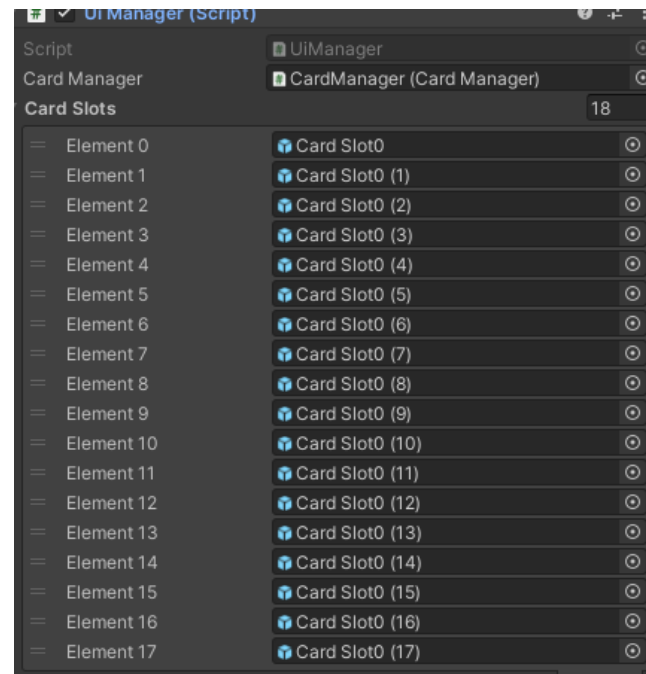 # Ui Manager (Script)
Script # UiManager
Card Manager # CardManager (Card Manager)
Card Slots 18
Element 0 Card Slot0
Element 1 Card Slot0 (1)
Element 2 Card Slot0 (2)
Element 3 Card Slot0 (3)
Element 4 Card Slot0 (4)
Element 5 Card Slot0 (5)
Element 6 Card Slot0 (6)
Element 7 Card Slot0 (7)
Element 8 Card Slot0 (8)
Element 9 Card Slot0 (9)
Element 10 Card Slot0 (10)
Element 11 Card Slot0 (11)
Element 12 Card Slot0 (12)
Element 13 Card Slot0 (13)
Element 14 Card Slot0 (14)
Element 15 Card Slot0 (15)
Element 16 Card Slot0 (16)
Element 17 Card Slot0 (17)